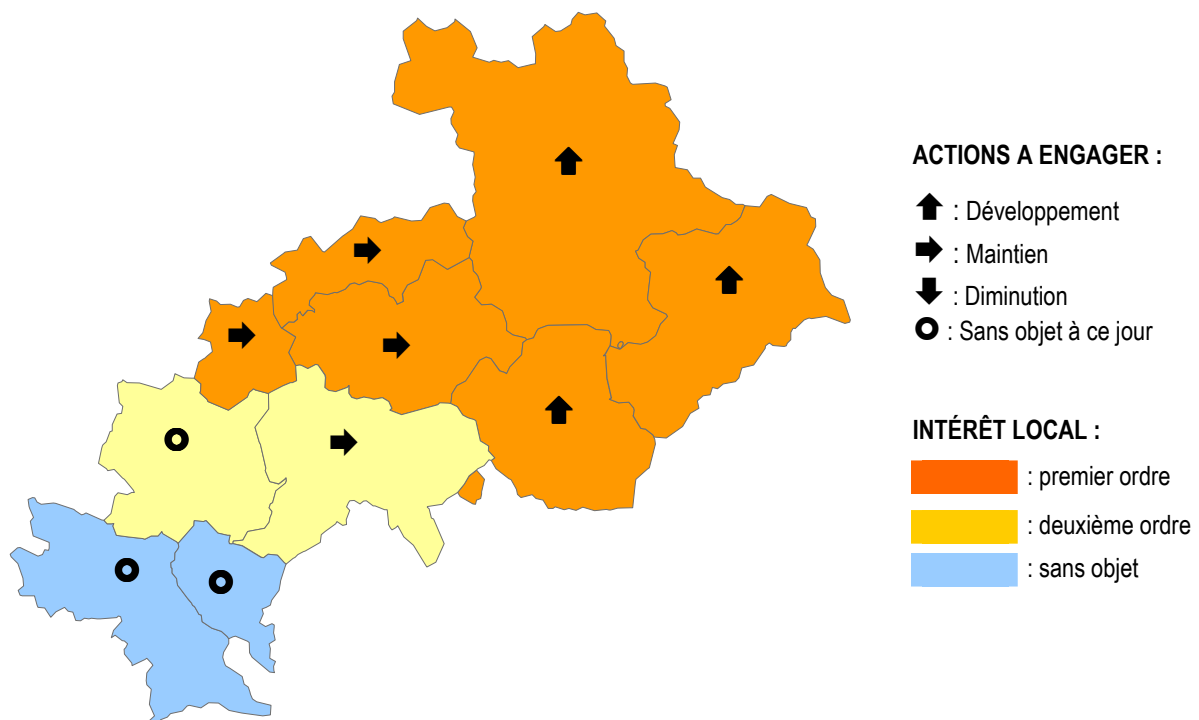 ACTIONS A ENGAGER :
: Développement
: Maintien
: Diminution
: Sans objet à ce jour
INTÉRÊT LOCAL :
: premier ordre
: deuxième ordre
: sans objet